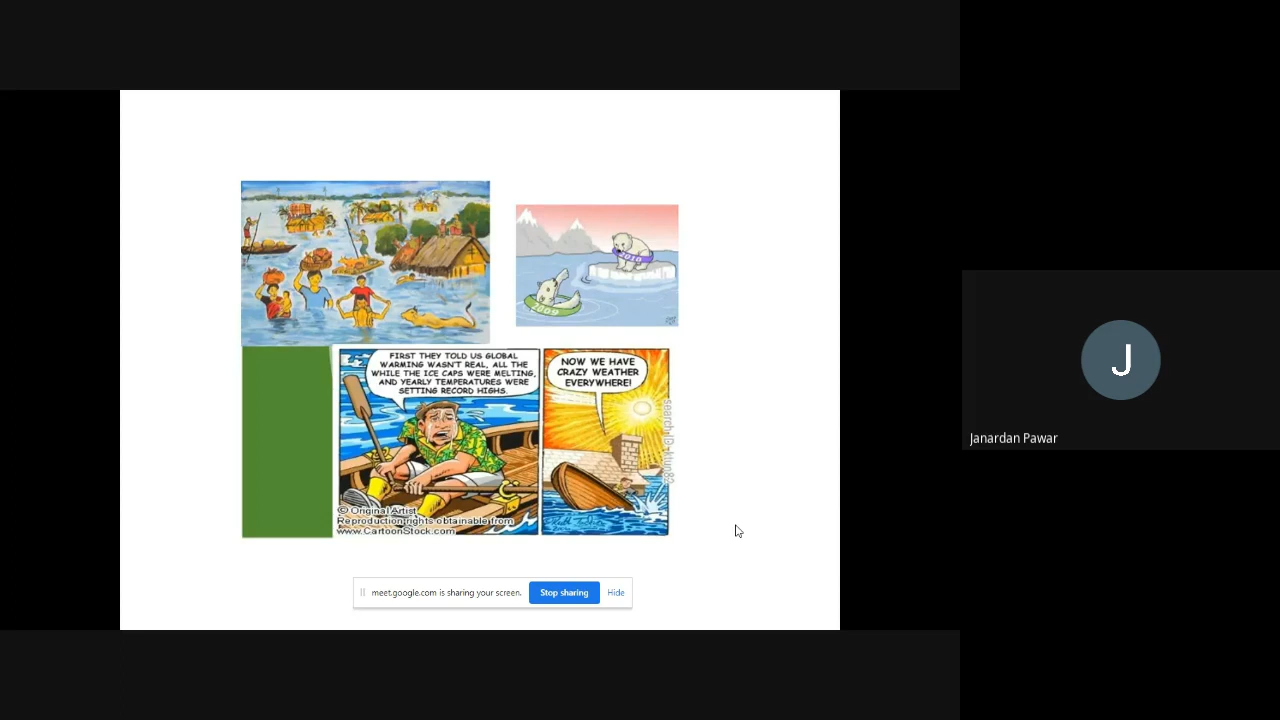 2010
2009
FIRST THEY TOLD US GLOBAL
WARMING WASN'T REAL, ALL THE
WHILE THE ICE CAPS WERE MELTING,
AND YEARLY TEMPERATURES WERE
SETTING RECORD HIGHS.
NOW WE HAVE
CRAZY WEATHER
EVERYWHERE!
© Original Artist
Reproduction rights obtainable from
www.CartoonStock.com
meet.google.com is sharing your screen.
Stop sharing
Hide
J
Janardan Pawar